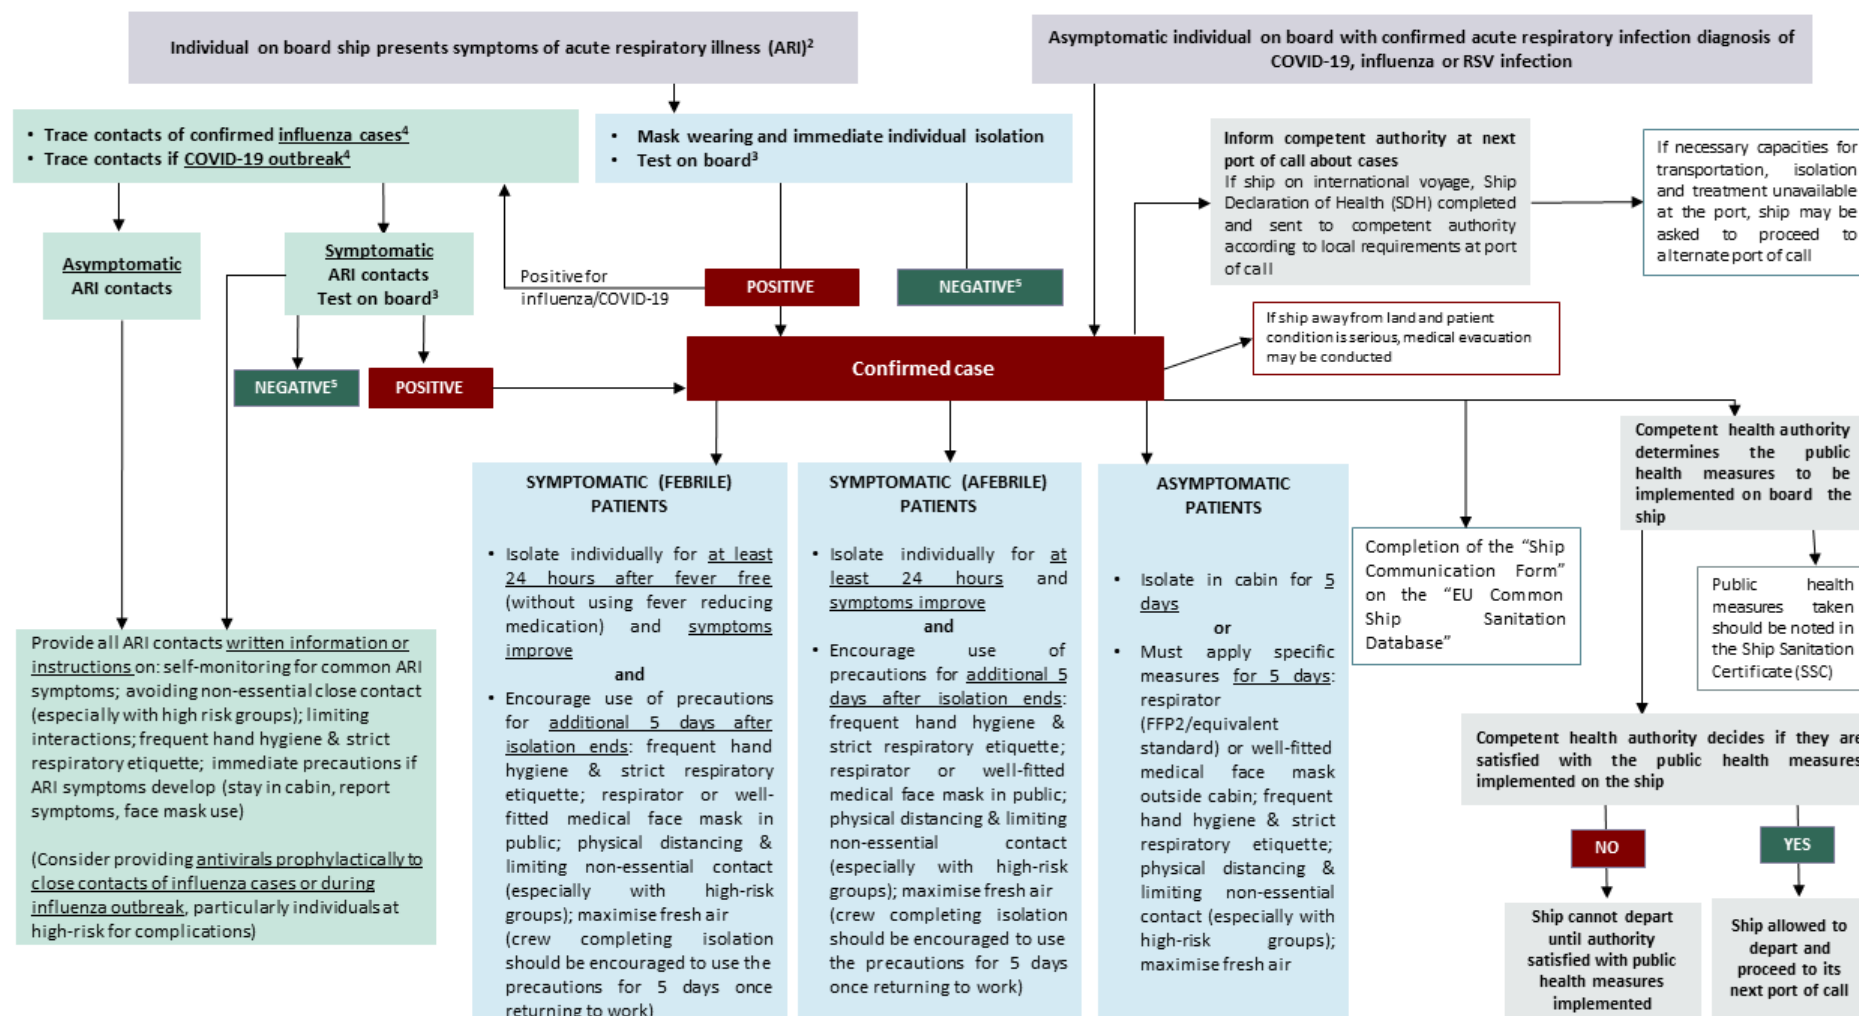 Individual on board ship presents symptoms of acute respiratory illness (ARI)²
Asymptomatic individual on board with confirmed acute respiratory infection diagnosis of
COVID-19, influenza or RSV infection
• Trace contacts of confirmed influenza cases⁴
• Trace contacts if COVID-19 outbreak⁴
• Mask wearing and immediate individual isolation
• Test on board³
Inform competent authority at next
port of call about cases
If ship on international voyage, Ship
Declaration of Health (SDH) completed
and sent to competent authority
according to local requirements at port
of call
If necessary capacities for
transportation, isolation
and treatment unavailable
at the port, ship may be
asked to proceed to
alternate port of call
Asymptomatic
ARI contacts
Symptomatic
ARI contacts
Test on board³
Positive for
influenza/COVID-19
POSITIVE
NEGATIVE⁵
If ship away from land and patient
condition is serious, medical evacuation
may be conducted
Confirmed case
NEGATIVE⁵
POSITIVE
Competent health authority
determines the public
health measures to be
implemented on board the
ship
SYMPTOMATIC (FEBRILE)
PATIENTS
• Isolate individually for at least
24 hours after fever free
(without using fever reducing
medication) and symptoms
improve
and
• Encourage use of precautions
for additional 5 days after
isolation ends: frequent hand
hygiene & strict respiratory
etiquette; respirator or well-
fitted medical face mask in
public; physical distancing &
limiting non-essential contact
(especially with high-risk
groups); maximise fresh air
(crew completing isolation
should be encouraged to use the
precautions for 5 days once
returning to work)
SYMPTOMATIC (AFEBRILE)
PATIENTS
• Isolate individually for at
least 24 hours and
symptoms improve
and
• Encourage use of
precautions for additional 5
days after isolation ends:
frequent hand hygiene &
strict respiratory etiquette;
respirator or well-fitted
medical face mask in public;
physical distancing & limiting
non-essential contact
(especially with high-risk
groups); maximise fresh air
(crew completing isolation
should be encouraged to use
the precautions for 5 days
once returning to work)
ASYMPTOMATIC
PATIENTS
• Isolate in cabin for 5
days
or
• Must apply specific
measures for 5 days:
respirator
(FFP2/equivalent
standard) or well-fitted
medical face mask
outside cabin; frequent
hand hygiene & strict
respiratory etiquette;
physical distancing &
limiting non-essential
contact (especially with
high-risk groups);
maximise fresh air
Completion of the “Ship
Communication Form”
on the “EU Common
Ship Sanitation
Database”
Public health
measures taken
should be noted in
the Ship Sanitation
Certificate (SSC)
Provide all ARI contacts written information or
instructions on: self-monitoring for common ARI
symptoms; avoiding non-essential close contact
(especially with high risk groups); limiting
interactions; frequent hand hygiene & strict
respiratory etiquette; immediate precautions if
ARI symptoms develop (stay in cabin, report
symptoms, face mask use)
(Consider providing antivirals prophylactically to
close contacts of influenza cases or during
influenza outbreak, particularly individuals at
high-risk for complications)
Competent health authority decides if they are
satisfied with the public health measures
implemented on the ship
NO
YES
Ship cannot depart
until authority
satisfied with public
health measures
implemented
Ship allowed to
depart and
proceed to its
next port of call